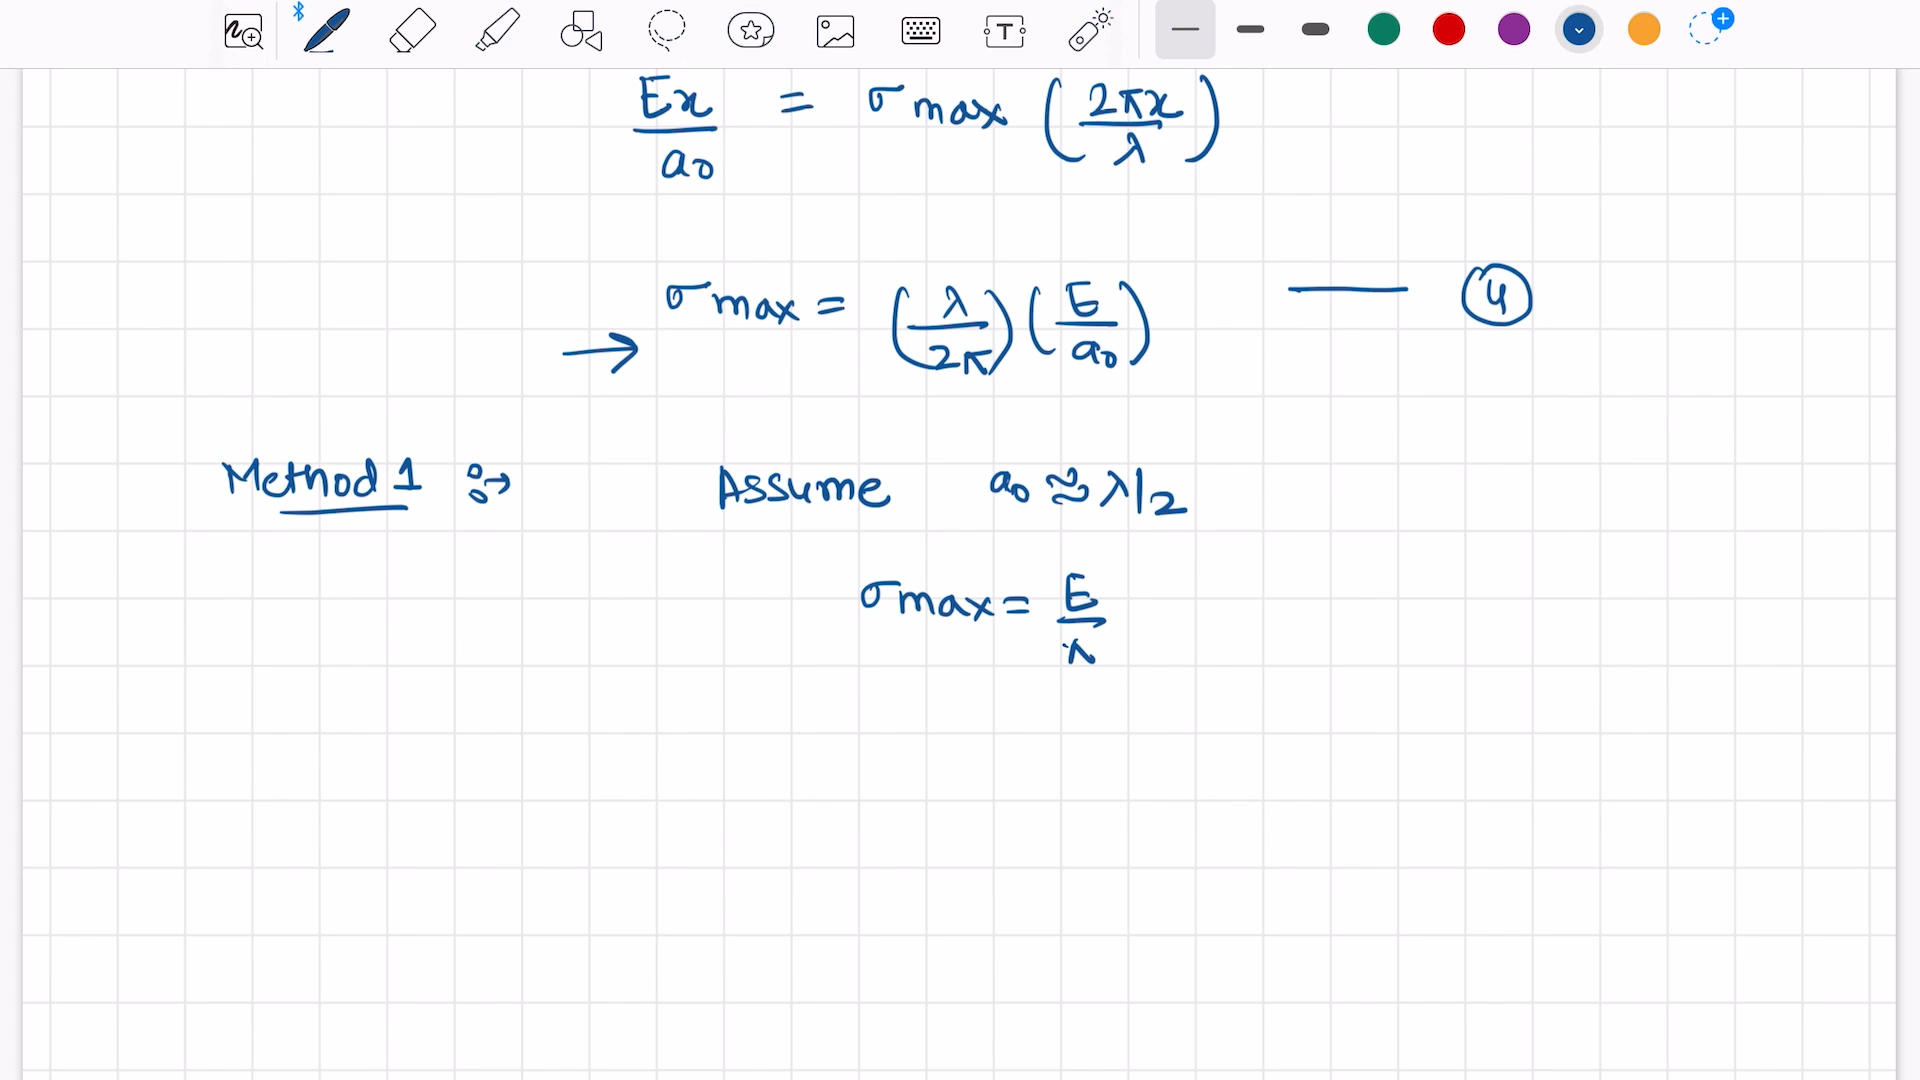 Ex/a₀ = σmax (2πx/λ)
σmax = (λ/2π)(E/a₀) —— ④
→
Method 1 :→ Assume a₀ ≈ λ/2
σmax = E/π